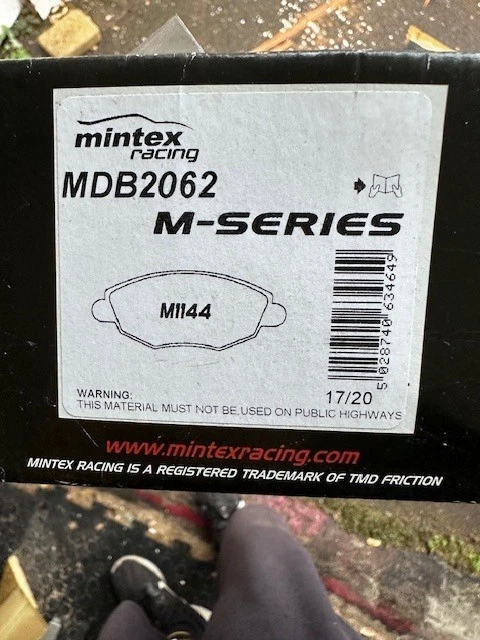 mintex
racing
MDB2062
M-SERIES
M1144
5 028740 634649
17/20
WARNING:
THIS MATERIAL MUST NOT BE USED ON PUBLIC HIGHWAYS
www.mintexracing.com
MINTEX RACING IS A REGISTERED TRADEMARK OF TMD FRICTION